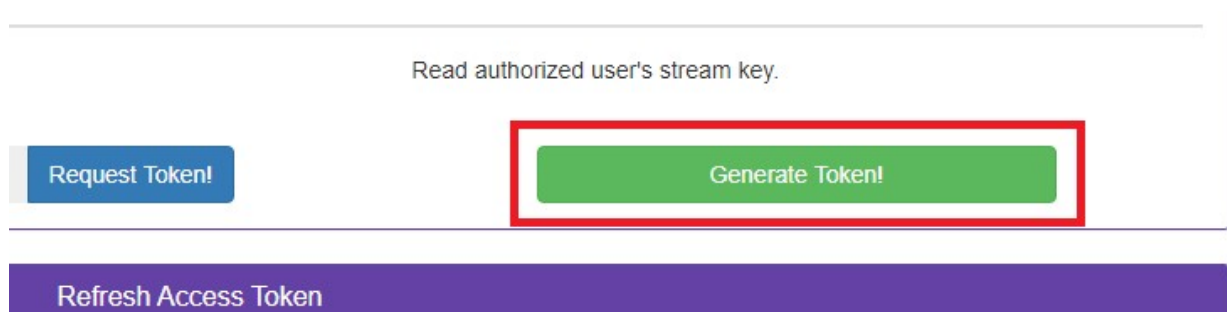 Read authorized user's stream key.
Request Token!
Generate Token!
Refresh Access Token